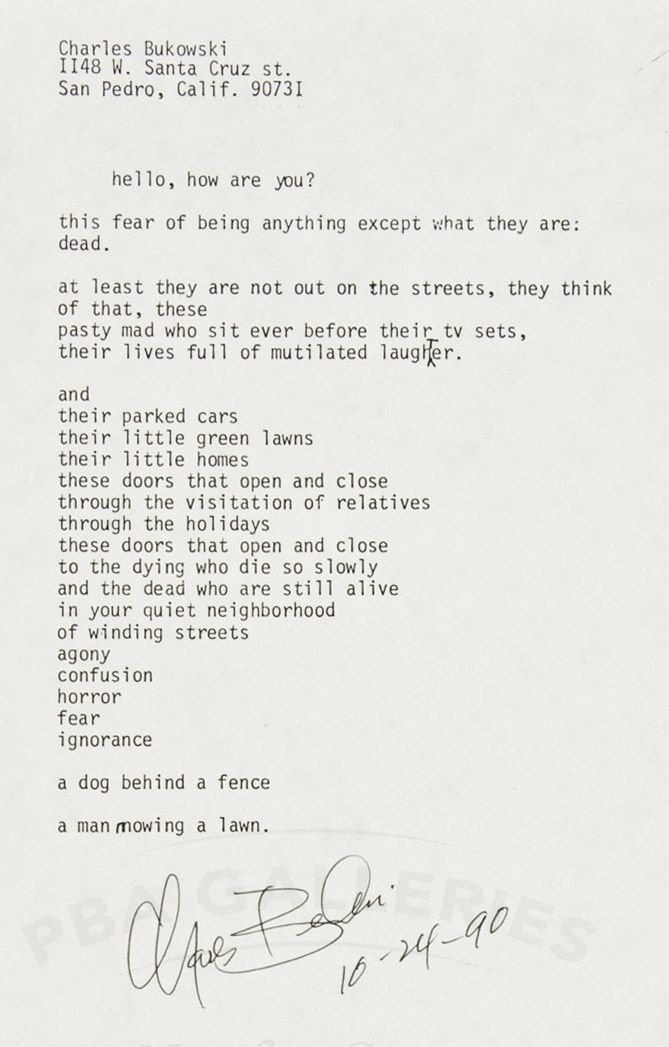 Charles Bukowski
II48 W. Santa Cruz st.
San Pedro, Calif. 9073I
hello, how are you?
this fear of being anything except what they are:
dead.
at least they are not out on the streets, they think
of that, these
pasty mad who sit ever before their tv sets,
their lives full of mutilated laughTer.
and
their parked cars
their little green lawns
their little homes
these doors that open and close
through the visitation of relatives
through the holidays
these doors that open and close
to the dying who die so slowly
and the dead who are still alive
in your quiet neighborhood
of winding streets
agony
confusion
horror
fear
ignorance
a dog behind a fence
a man mowing a lawn.
PBA GALLERIES
Charles Bukowski
10-24-90